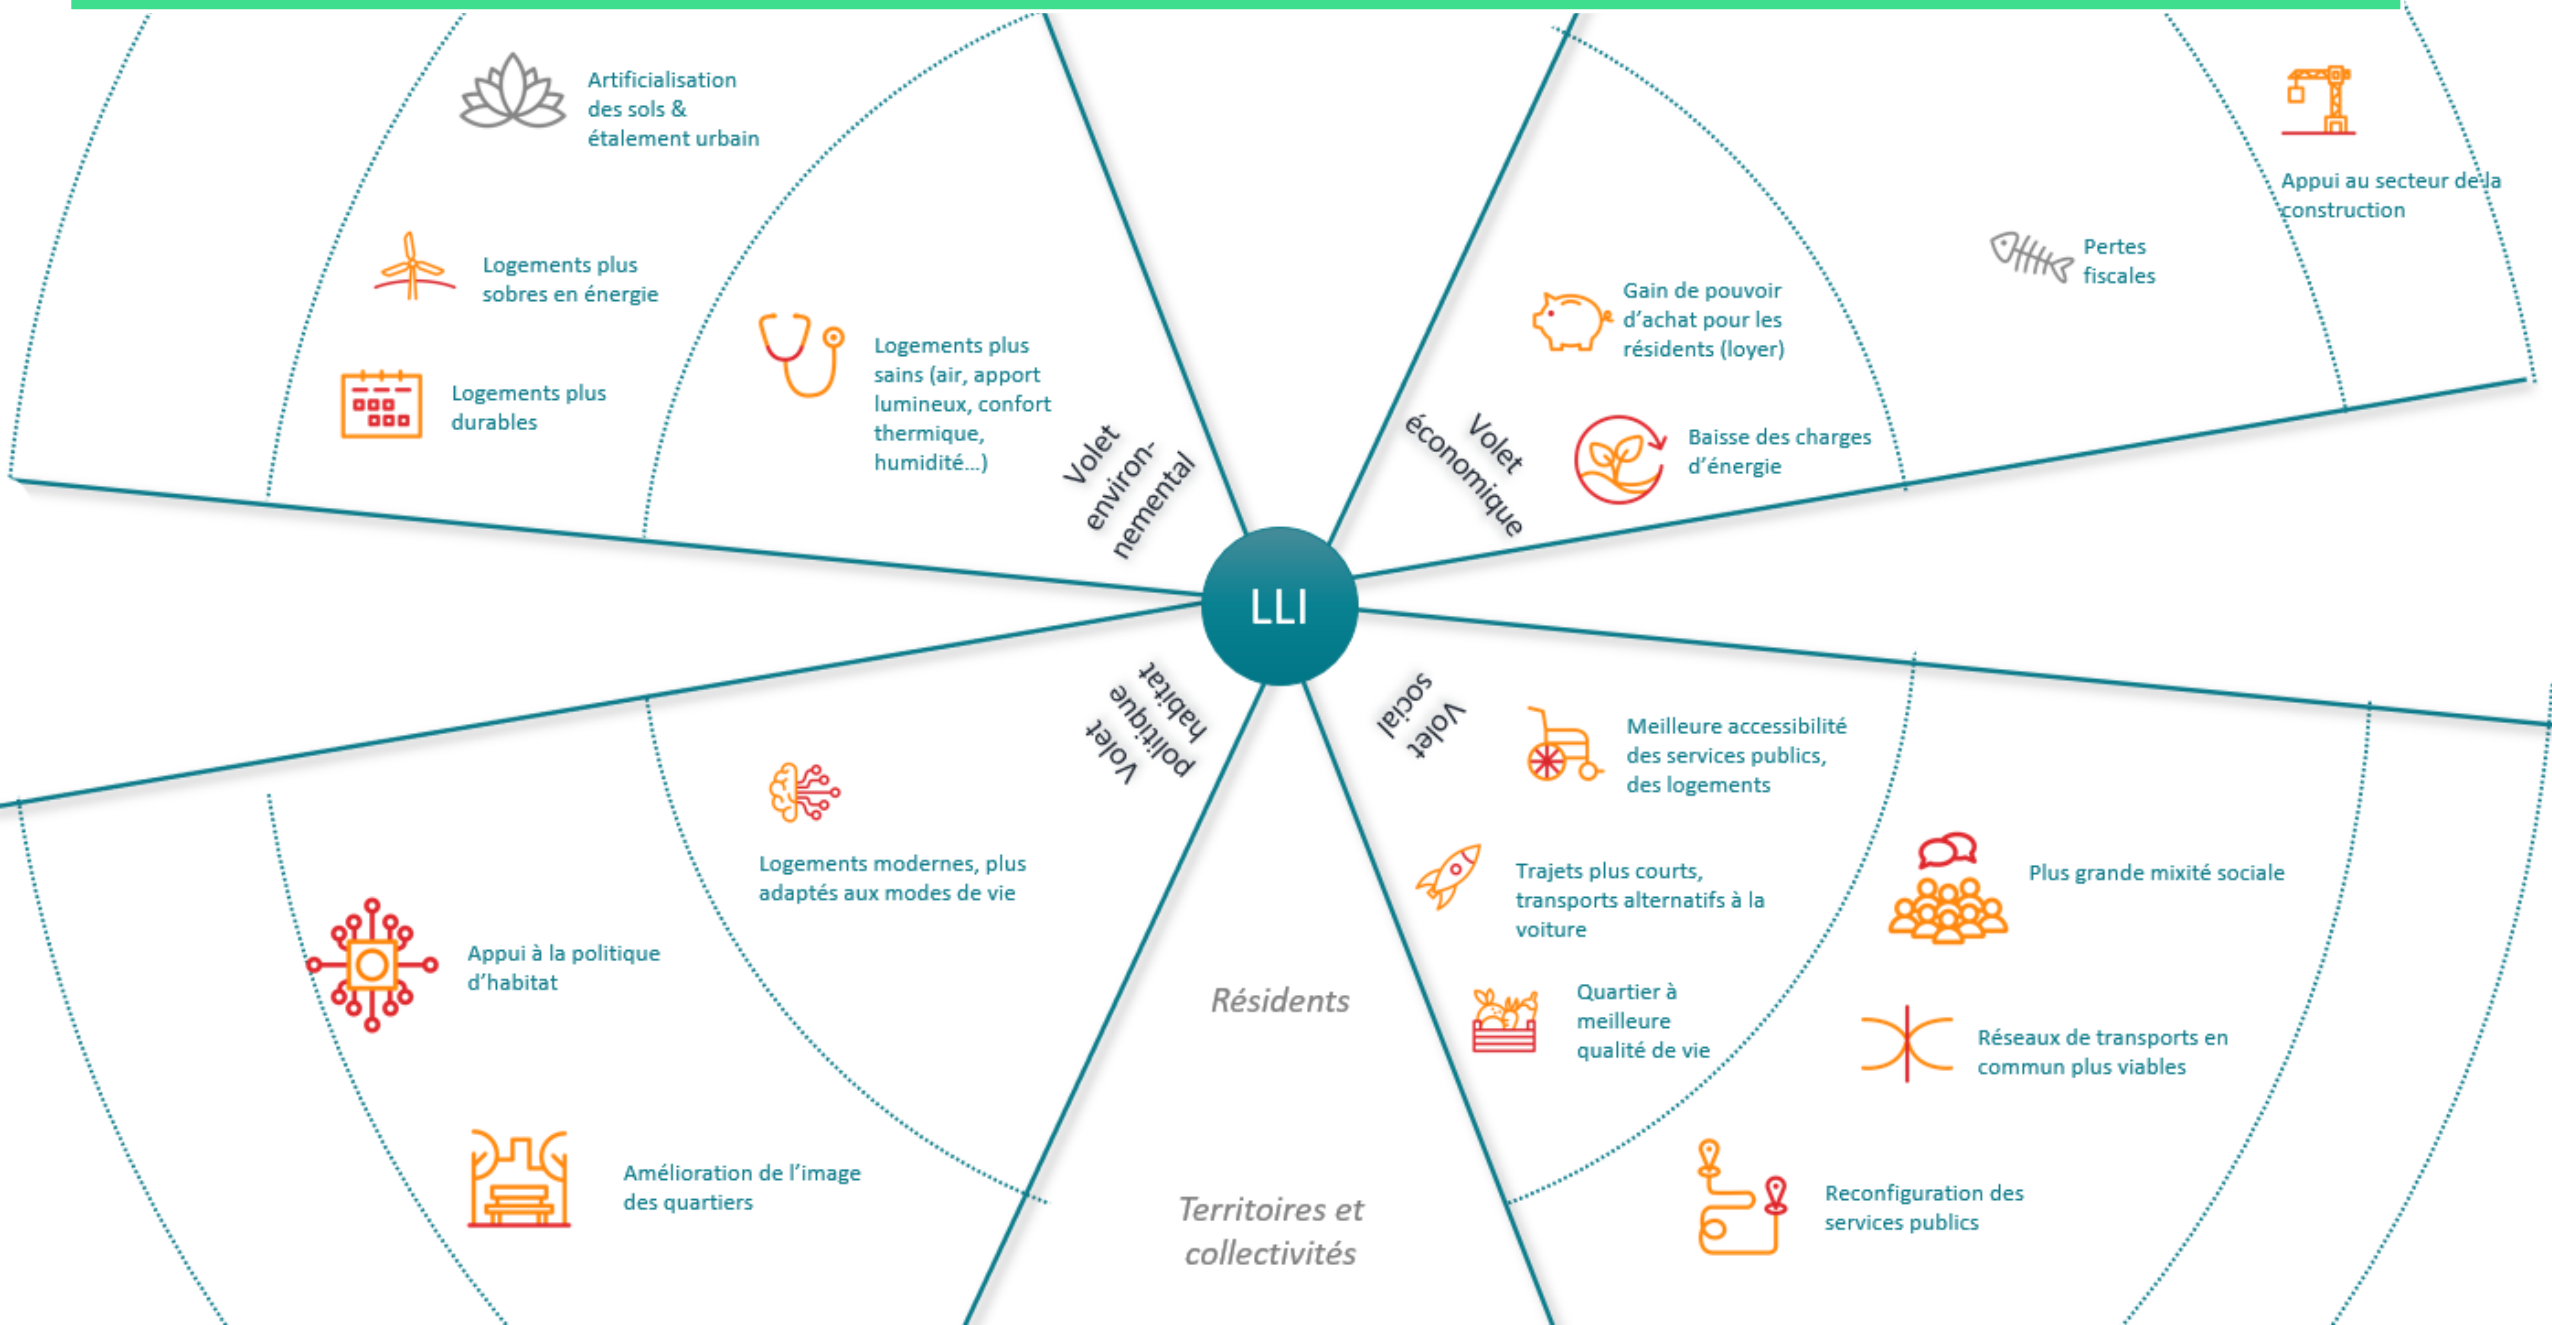 Artificialisation
des sols &
étalement urbain
Logements plus
sobres en énergie
Logements plus
durables
Logements plus
sains (air, apport
lumineux, confort
thermique,
humidité...)
Volet
environ-
nemental
Volet
économique
Gain de pouvoir
d'achat pour les
résidents (loyer)
Baisse des charges
d'énergie
Pertes
fiscales
Appui au secteur de la
construction
LLI
Volet
politique
habitat
Logements modernes, plus
adaptés aux modes de vie
Appui à la politique
d'habitat
Amélioration de l'image
des quartiers
Résidents
Territoires et
collectivités
Volet
social
Meilleure accessibilité
des services publics,
des logements
Trajets plus courts,
transports alternatifs à la
voiture
Quartier à
meilleure
qualité de vie
Plus grande mixité sociale
Réseaux de transports en
commun plus viables
Reconfiguration des
services publics